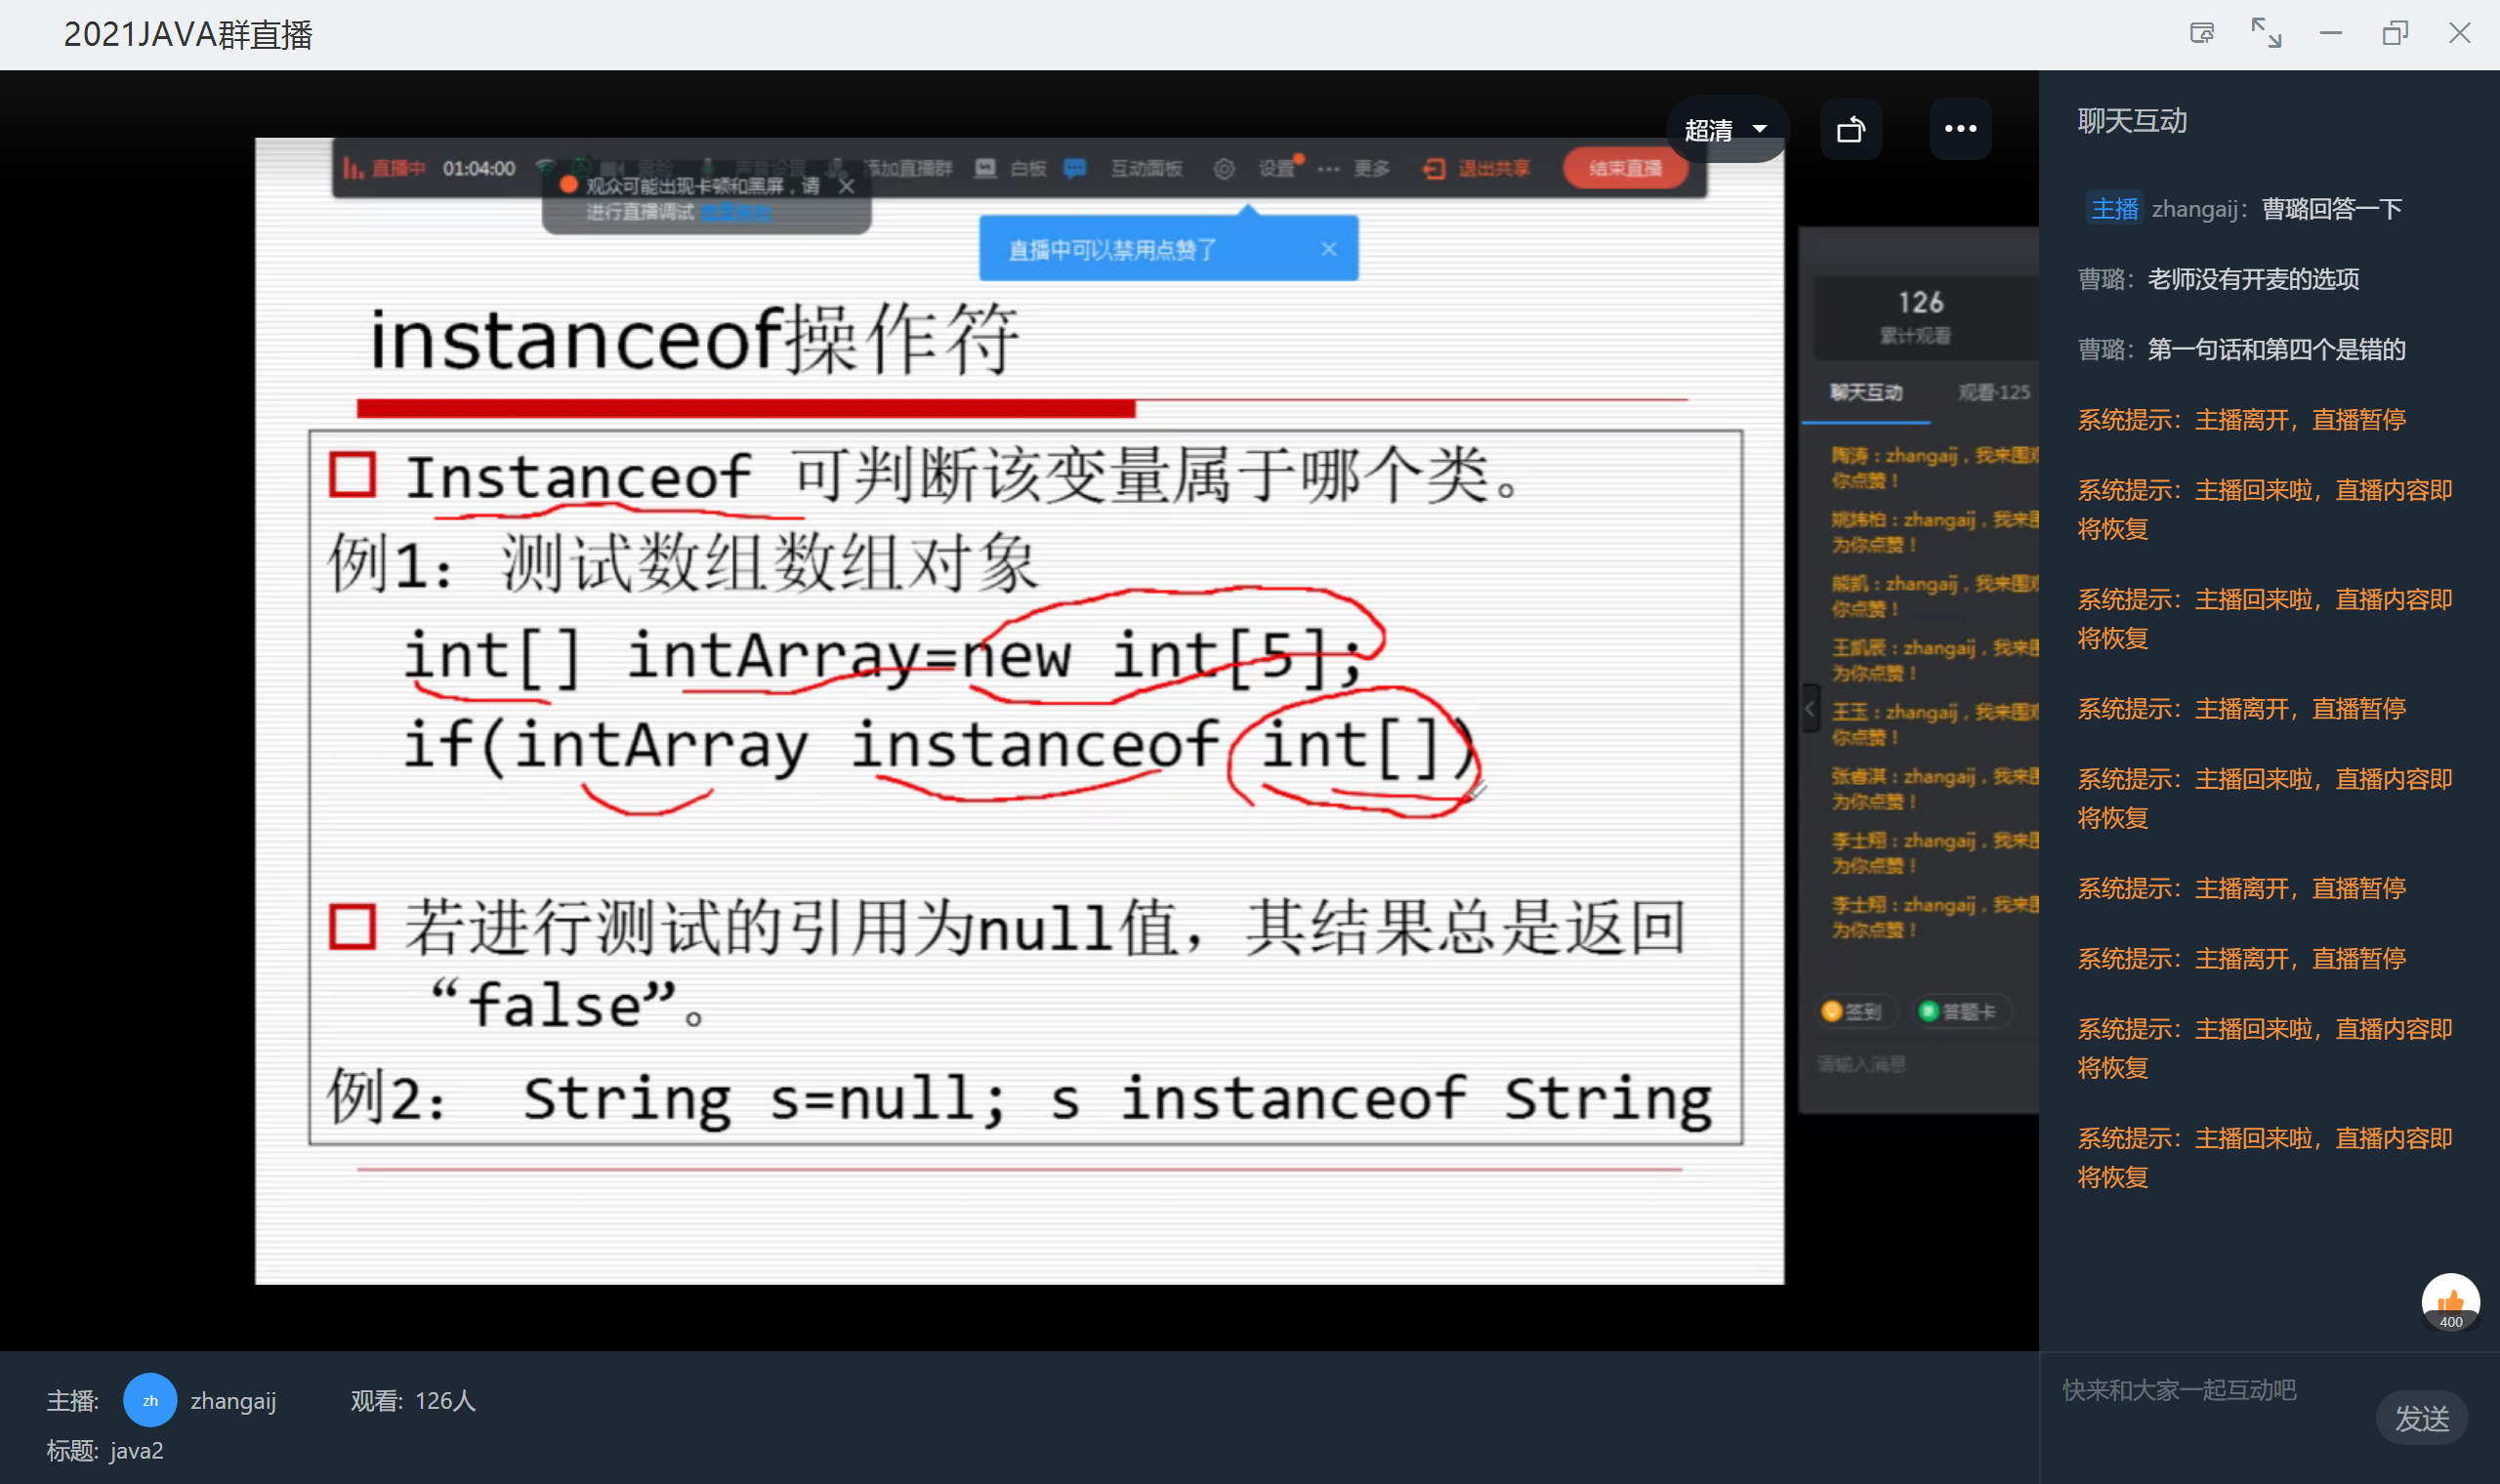 2021JAVA群直播
超清
直播中 01:04:00
添加直播群 白板 互动面板 设置 更多 退出共享 结束直播
观众可能出现卡顿和黑屏，请
进行直播调试
直播中可以禁用点赞了
instanceof操作符
Instanceof 可判断该变量属于哪个类。
例1：测试数组数组对象
int[] intArray=new int[5];
if(intArray instanceof int[])
若进行测试的引用为null值，其结果总是返回
“false”。
例2： String s=null; s instanceof String
126
累计观看
聊天互动 观看·125
陶涛：zhangaij，我来围观
你点赞！
姚炜柏：zhangaij，我来围
为你点赞！
熊凯：zhangaij，我来围观
你点赞！
王凯辰：zhangaij，我来围
为你点赞！
王玉：zhangaij，我来围观
你点赞！
张睿淇：zhangaij，我来围
为你点赞！
李士翔：zhangaij，我来围
为你点赞！
李士翔：zhangaij，我来围
为你点赞！
签到 答题卡
请输入消息
聊天互动
主播 zhangaij：曹璐回答一下
曹璐：老师没有开麦的选项
曹璐：第一句话和第四个是错的
系统提示：主播离开，直播暂停
系统提示：主播回来啦，直播内容即
将恢复
系统提示：主播回来啦，直播内容即
将恢复
系统提示：主播离开，直播暂停
系统提示：主播回来啦，直播内容即
将恢复
系统提示：主播离开，直播暂停
系统提示：主播离开，直播暂停
系统提示：主播回来啦，直播内容即
将恢复
系统提示：主播回来啦，直播内容即
将恢复
400
快来和大家一起互动吧
发送
主播: zh zhangaij 观看: 126人
标题: java2